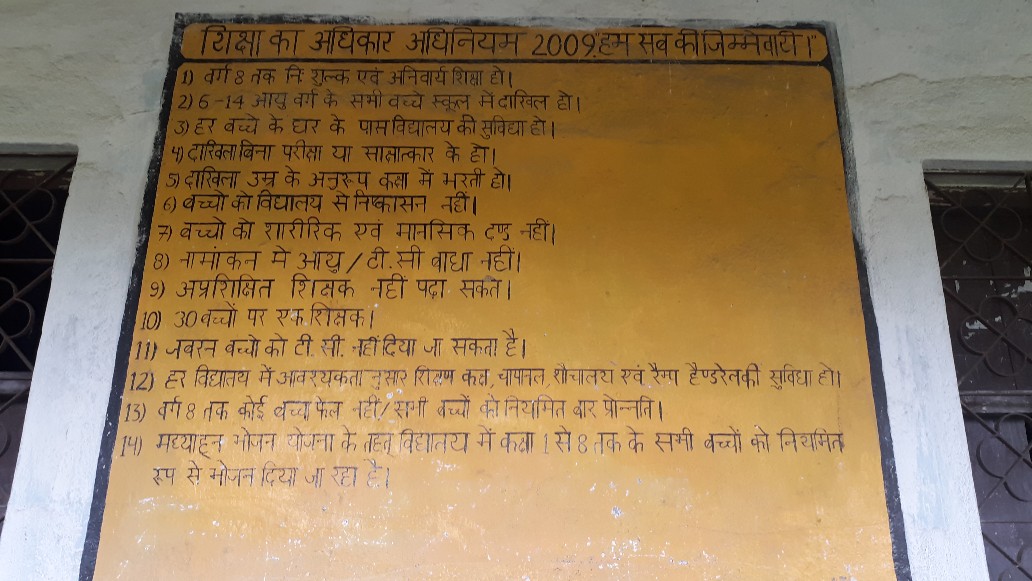 शिक्षा का अधिकार अधिनियम 2009,"हम सब की जिम्मेवारी।"
1) वर्ग 8 तक निः शुल्क एवं अनिवार्य शिक्षा हो।
2) 6-14 आयु वर्ग के सभी बच्चे स्कूल में दाखिल हो।
3) हर बच्चे के घर के पास विद्यालय की सुविधा हो।
4) दाखिला बिना परीक्षा या साक्षात्कार के हो।
5) दाखिला उम्र के अनुरूप कक्षा में भरती हो।
6) बच्चो को विद्यालय से निष्कासन नहीं।
7) बच्चो को शारीरिक एवं मानसिक दण्ड नहीं।
8) नामांकन मे आयु / टी.सी बाधा नहीं।
9) अप्रशिक्षित शिक्षक नहीं पढ़ा सकते।
10) 30 बच्चों पर एक शिक्षक।
11) जबरन बच्चो को टी. सी. नहीं दिया जा सकता है।
12) हर विद्यालय में आवश्यकतानुसार शिक्षण कक्ष, चापानल, शौचालय एवं रैम्प हैण्डरेल की सुविधा हो।
13) वर्ग 8 तक कोई बच्चा फेल नहीं/ सभी बच्चों को नियमित वार प्रोन्नति।
14) मध्याह्न भोजन योजना के तहत् विद्यालय में कक्षा 1 से 8 तक के सभी बच्चों को नियमित
रूप से भोजन दिया जा रहा है।